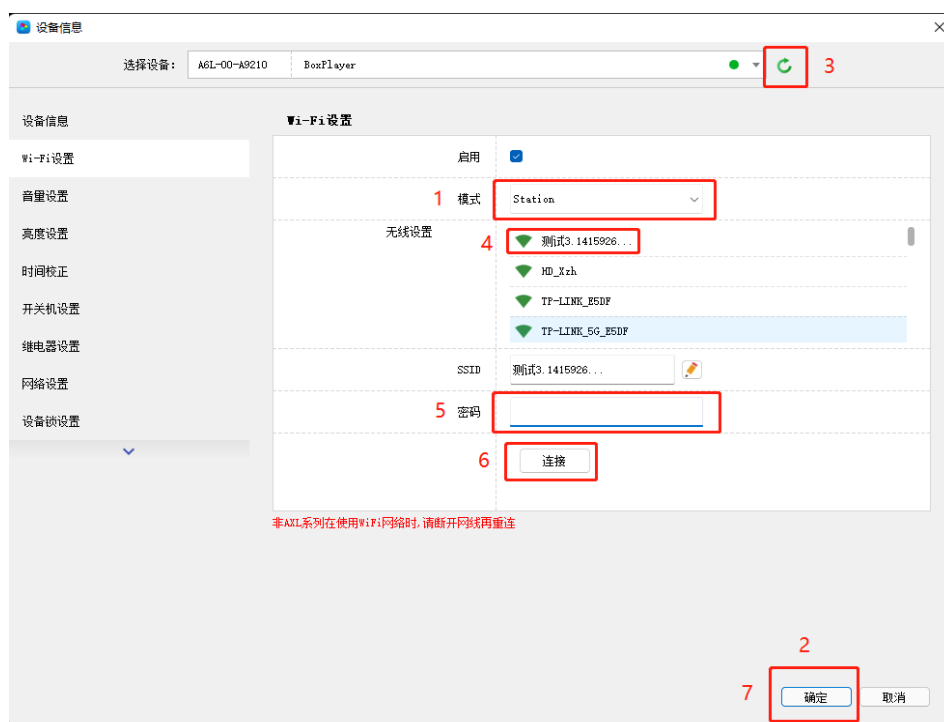 设备信息
选择设备: A6L-00-A9210 BoxPlayer 3
设备信息
Wi-Fi设置
音量设置
亮度设置
时间校正
开关机设置
继电器设置
网络设置
设备锁设置
Wi-Fi设置
启用
1 模式 Station
无线设置
4 测试3.1415926...
HD_Xzh
TP-LINK_E5DF
TP-LINK_5G_E5DF
SSID 测试3.1415926...
5 密码
6 连接
非AXL系列在使用WiFi网络时,请断开网线再重连
2
7 确定 取消